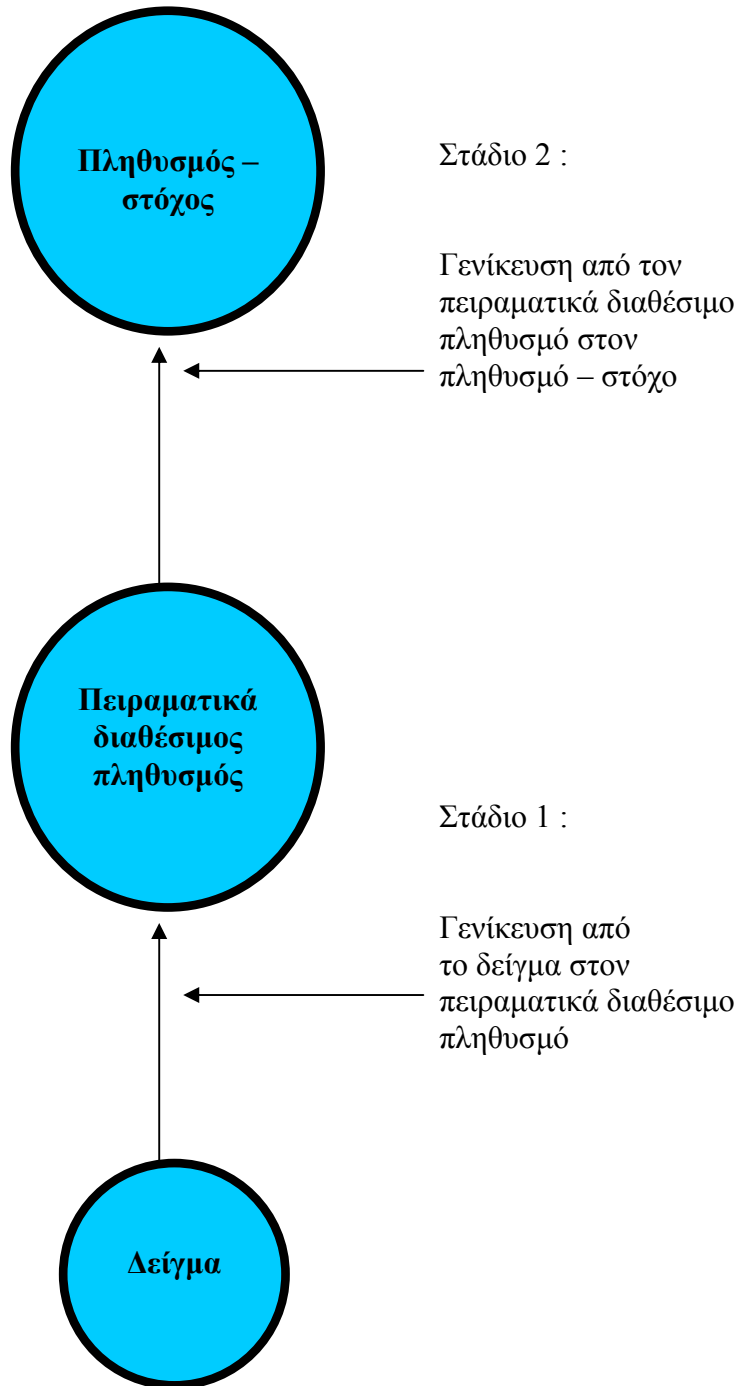 Πληθυσμός –
στόχος
Στάδιο 2 :
Γενίκευση από τον
πειραματικά διαθέσιμο
πληθυσμό στον
πληθυσμό – στόχο
Πειραματικά
διαθέσιμος
πληθυσμός
Στάδιο 1 :
Γενίκευση από
το δείγμα στον
πειραματικά διαθέσιμο
πληθυσμό
Δείγμα